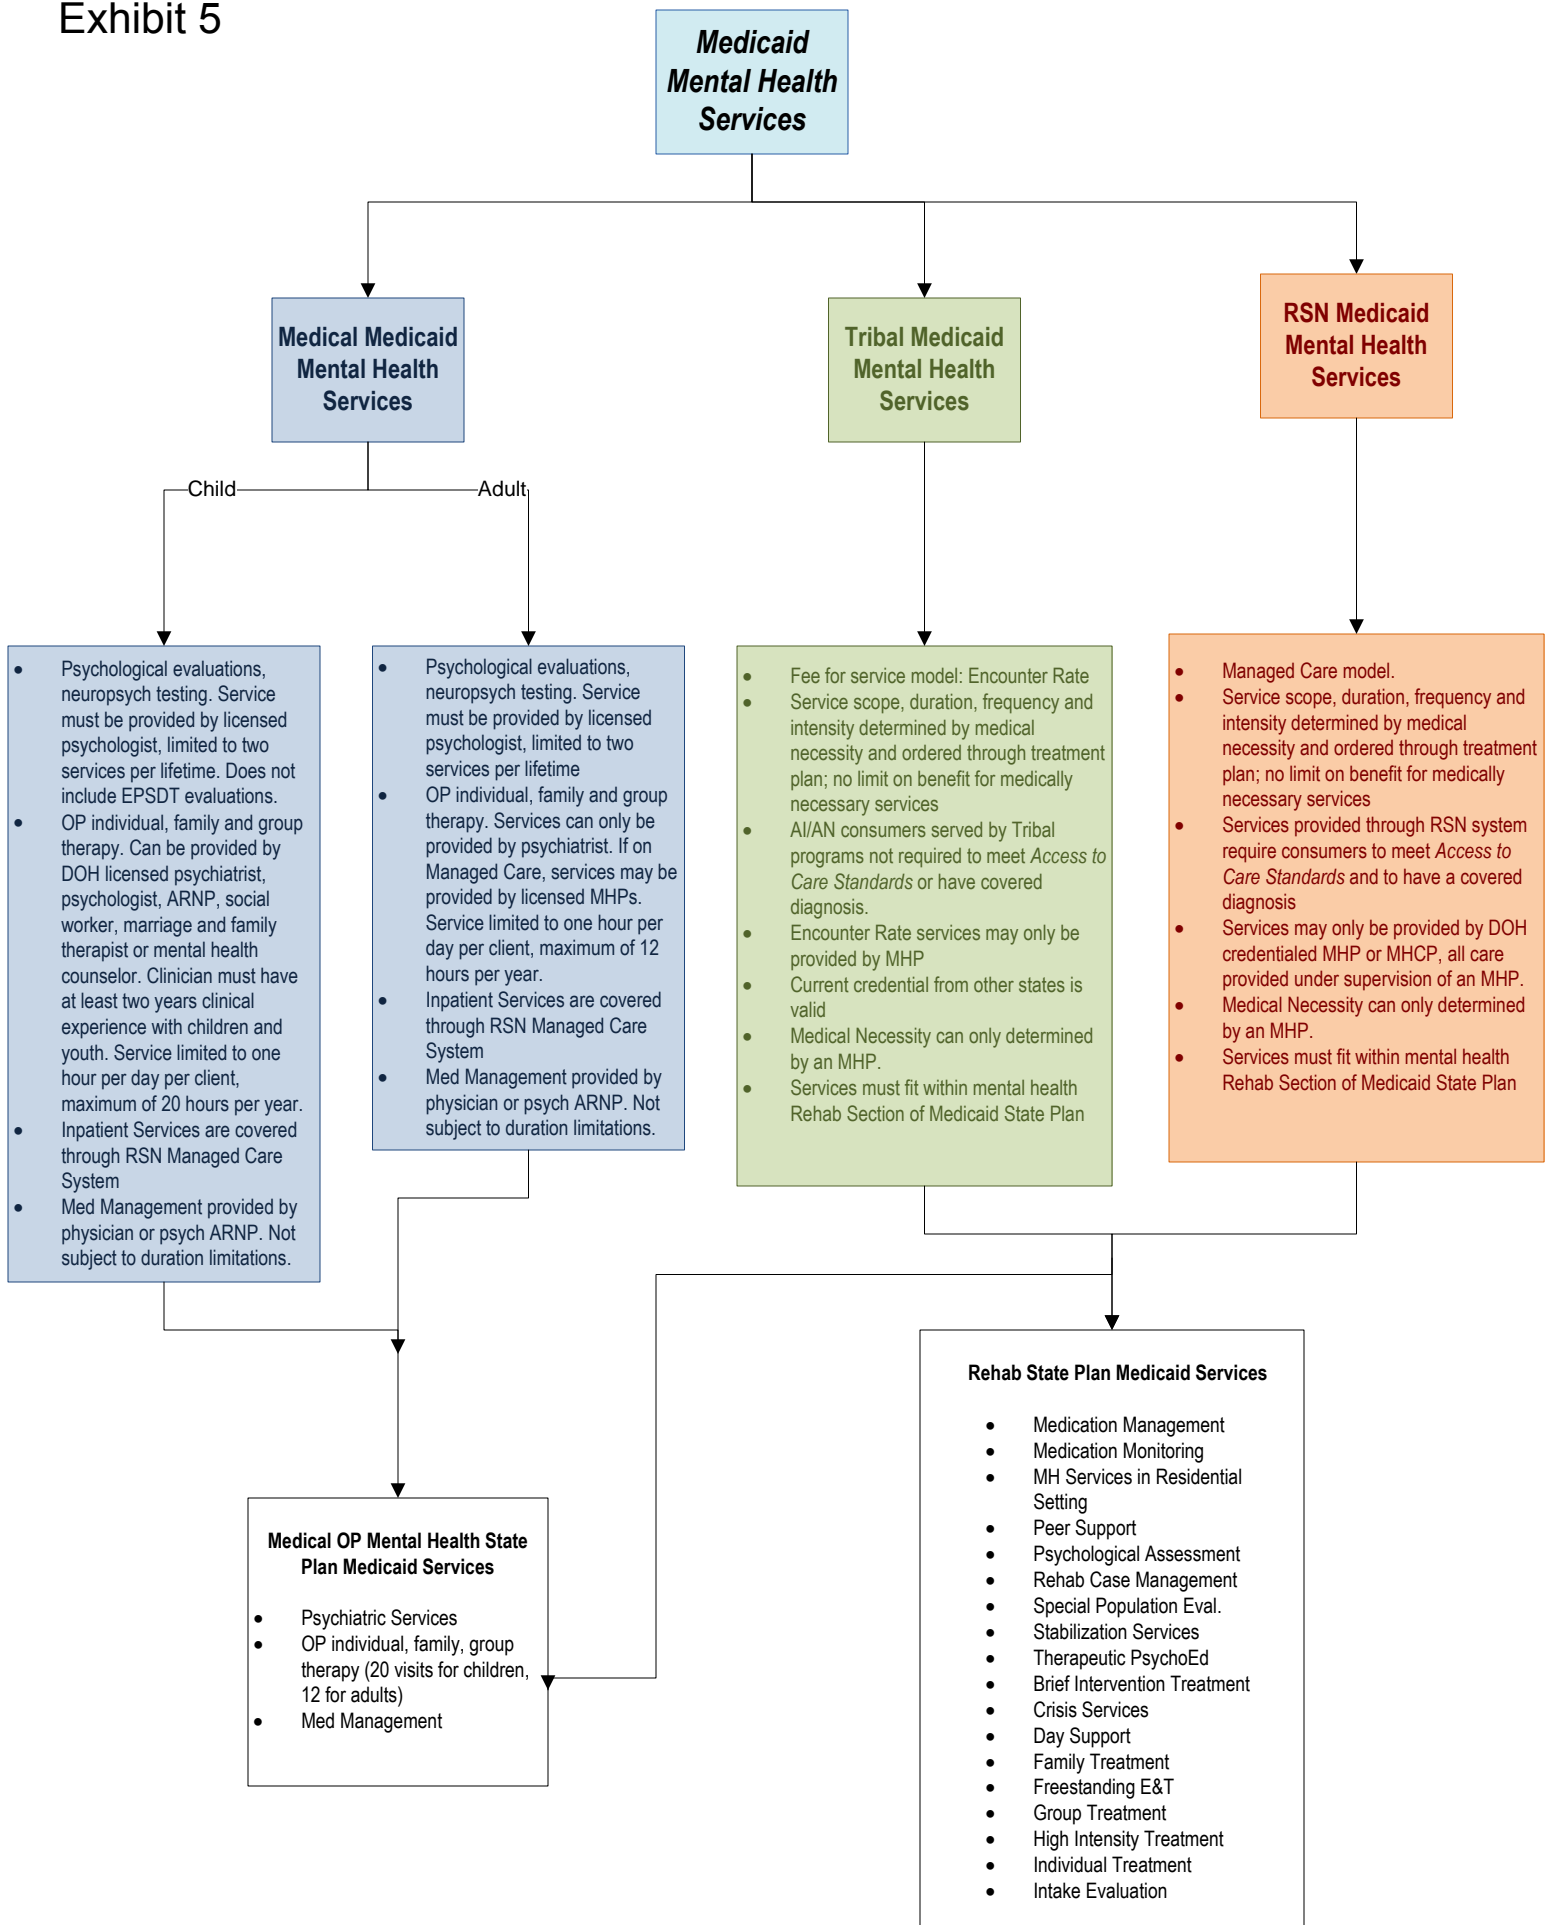 Exhibit 5
Medicaid
Mental Health
Services
Medical Medicaid
Mental Health
Services
Tribal Medicaid
Mental Health
Services
RSN Medicaid
Mental Health
Services
Child
Adult
• Psychological evaluations,
neuropsych testing. Service
must be provided by licensed
psychologist, limited to two
services per lifetime. Does not
include EPSDT evaluations.
• OP individual, family and group
therapy. Can be provided by
DOH licensed psychiatrist,
psychologist, ARNP, social
worker, marriage and family
therapist or mental health
counselor. Clinician must have
at least two years clinical
experience with children and
youth. Service limited to one
hour per day per client,
maximum of 20 hours per year.
• Inpatient Services are covered
through RSN Managed Care
System
• Med Management provided by
physician or psych ARNP. Not
subject to duration limitations.
• Psychological evaluations,
neuropsych testing. Service
must be provided by licensed
psychologist, limited to two
services per lifetime
• OP individual, family and group
therapy. Services can only be
provided by psychiatrist. If on
Managed Care, services may be
provided by licensed MHPs.
Service limited to one hour per
day per client, maximum of 12
hours per year.
• Inpatient Services are covered
through RSN Managed Care
System
• Med Management provided by
physician or psych ARNP. Not
subject to duration limitations.
• Fee for service model: Encounter Rate
• Service scope, duration, frequency and
intensity determined by medical
necessity and ordered through treatment
plan; no limit on benefit for medically
necessary services
• AI/AN consumers served by Tribal
programs not required to meet Access to
Care Standards or have covered
diagnosis.
• Encounter Rate services may only be
provided by MHP
• Current credential from other states is
valid
• Medical Necessity can only determined
by an MHP.
• Services must fit within mental health
Rehab Section of Medicaid State Plan
• Managed Care model.
• Service scope, duration, frequency and
intensity determined by medical
necessity and ordered through treatment
plan; no limit on benefit for medically
necessary services
• Services provided through RSN system
require consumers to meet Access to
Care Standards and to have a covered
diagnosis
• Services may only be provided by DOH
credentialed MHP or MHCP, all care
provided under supervision of an MHP.
• Medical Necessity can only determined
by an MHP.
• Services must fit within mental health
Rehab Section of Medicaid State Plan
Medical OP Mental Health State
Plan Medicaid Services
• Psychiatric Services
• OP individual, family, group
therapy (20 visits for children,
12 for adults)
• Med Management
Rehab State Plan Medicaid Services
• Medication Management
• Medication Monitoring
• MH Services in Residential
Setting
• Peer Support
• Psychological Assessment
• Rehab Case Management
• Special Population Eval.
• Stabilization Services
• Therapeutic PsychoEd
• Brief Intervention Treatment
• Crisis Services
• Day Support
• Family Treatment
• Freestanding E&T
• Group Treatment
• High Intensity Treatment
• Individual Treatment
• Intake Evaluation